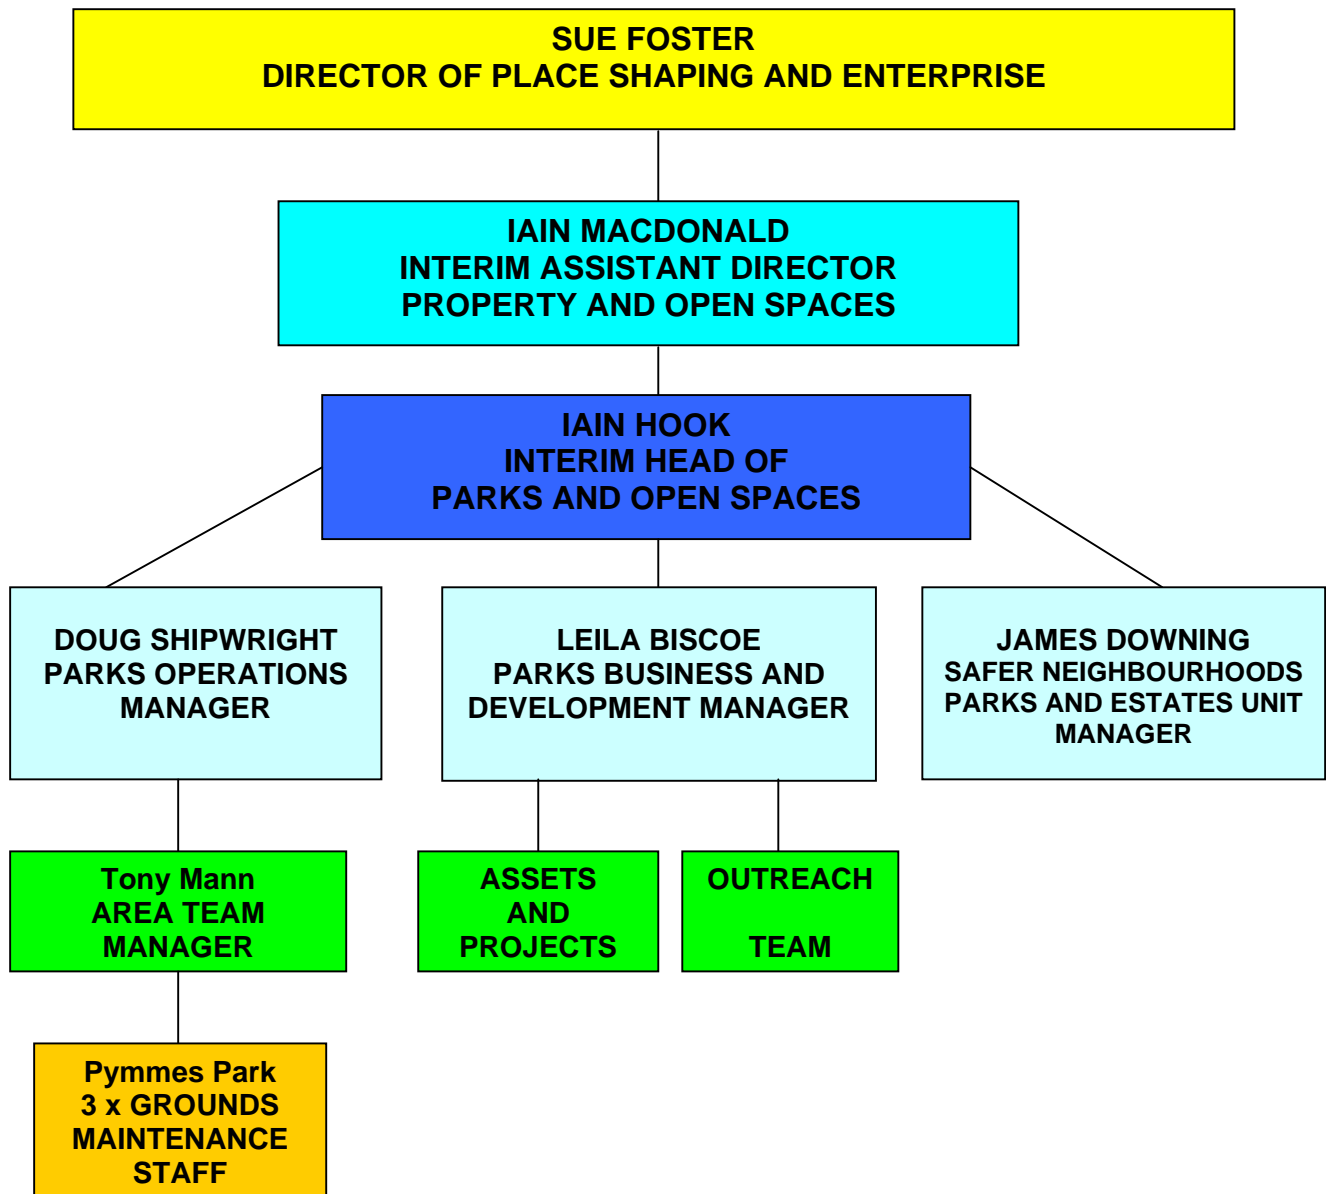 SUE FOSTER
DIRECTOR OF PLACE SHAPING AND ENTERPRISE
IAIN MACDONALD
INTERIM ASSISTANT DIRECTOR
PROPERTY AND OPEN SPACES
IAIN HOOK
INTERIM HEAD OF
PARKS AND OPEN SPACES
DOUG SHIPWRIGHT
PARKS OPERATIONS
MANAGER
LEILA BISCOE
PARKS BUSINESS AND
DEVELOPMENT MANAGER
JAMES DOWNING
SAFER NEIGHBOURHOODS
PARKS AND ESTATES UNIT
MANAGER
Tony Mann
AREA TEAM
MANAGER
ASSETS
AND
PROJECTS
OUTREACH
TEAM
Pymmes Park
3 x GROUNDS
MAINTENANCE
STAFF